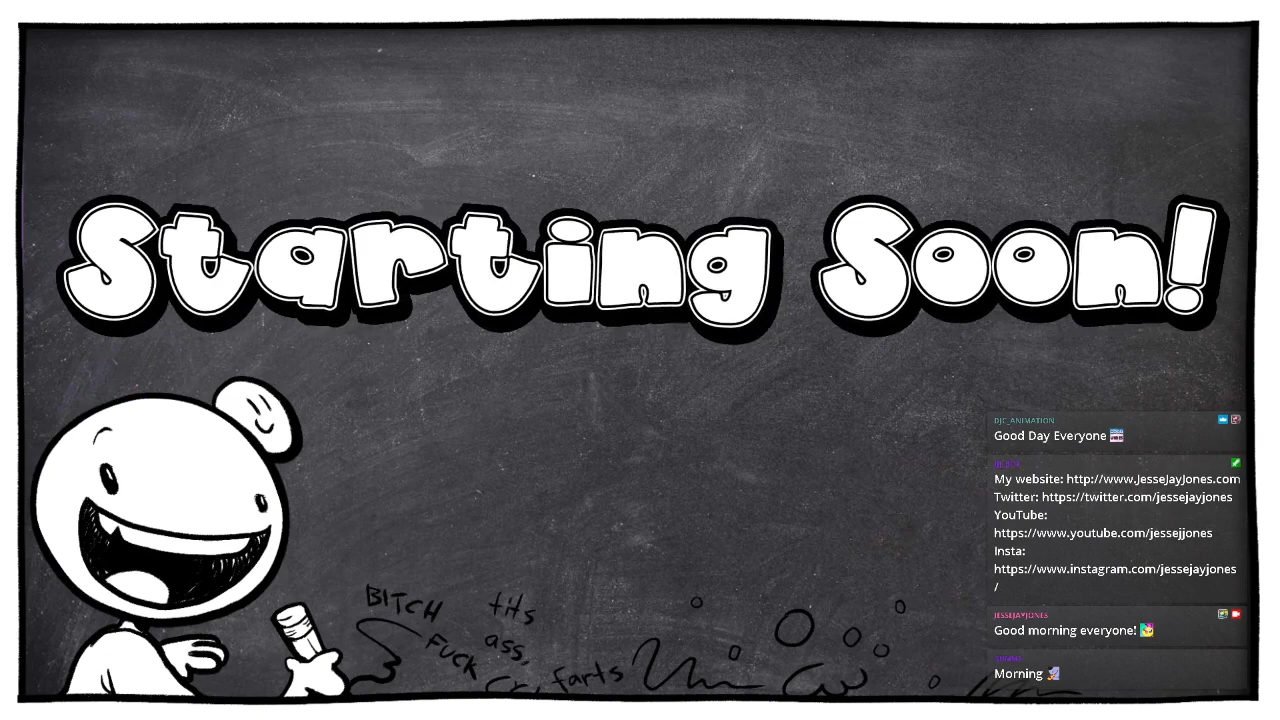 Starting Soon!
DJC_ANIMATION
Good Day Everyone
My website: http://www.JesseJayJones.com
Twitter: https://twitter.com/jessejayjones
YouTube:
https://www.youtube.com/jessejjones
Insta:
https://www.instagram.com/jessejayjones
/
JESSEJAYJONES
Good morning everyone!
Morning
BITCH
tits
FUCK
ass,
farts